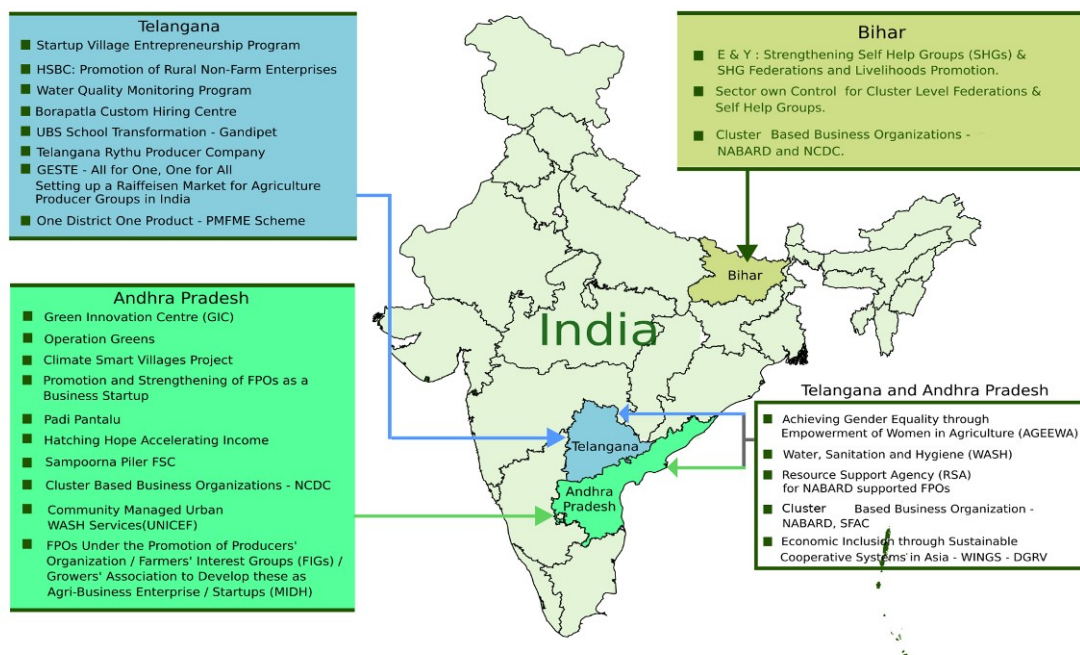 Telangana
Startup Village Entrepreneurship Program
HSBC: Promotion of Rural Non-Farm Enterprises
Water Quality Monitoring Program
Borapatla Custom Hiring Centre
UBS School Transformation - Gandipet
Telangana Rythu Producer Company
GESTE - All for One, One for All
Setting up a Raiffeisen Market for Agriculture
Producer Groups in India
One District One Product - PMFME Scheme
Bihar
E & Y : Strengthening Self Help Groups (SHGs) &
SHG Federations and Livelihoods Promotion.
Sector own Control for Cluster Level Federations &
Self Help Groups.
Cluster Based Business Organizations -
NABARD and NCDC.
Bihar
India
Andhra Pradesh
Green Innovation Centre (GIC)
Operation Greens
Climate Smart Villages Project
Promotion and Strengthening of FPOs as a
Business Startup
Padi Pantalu
Hatching Hope Accelerating Income
Sampoorna Piler FSC
Cluster Based Business Organizations - NCDC
Community Managed Urban
WASH Services(UNICEF)
FPOs Under the Promotion of Producers'
Organization / Farmers' Interest Groups (FIGs) /
Growers' Association to Develop these as
Agri-Business Enterprise / Startups (MIDH)
Telangana
Andhra
Pradesh
Telangana and Andhra Pradesh
Achieving Gender Equality through
Empowerment of Women in Agriculture (AGEEWA)
Water, Sanitation and Hygiene (WASH)
Resource Support Agency (RSA)
for NABARD supported FPOs
Cluster Based Business Organization -
NABARD, SFAC
Economic Inclusion through Sustainable
Cooperative Systems in Asia - WINGS - DGRV